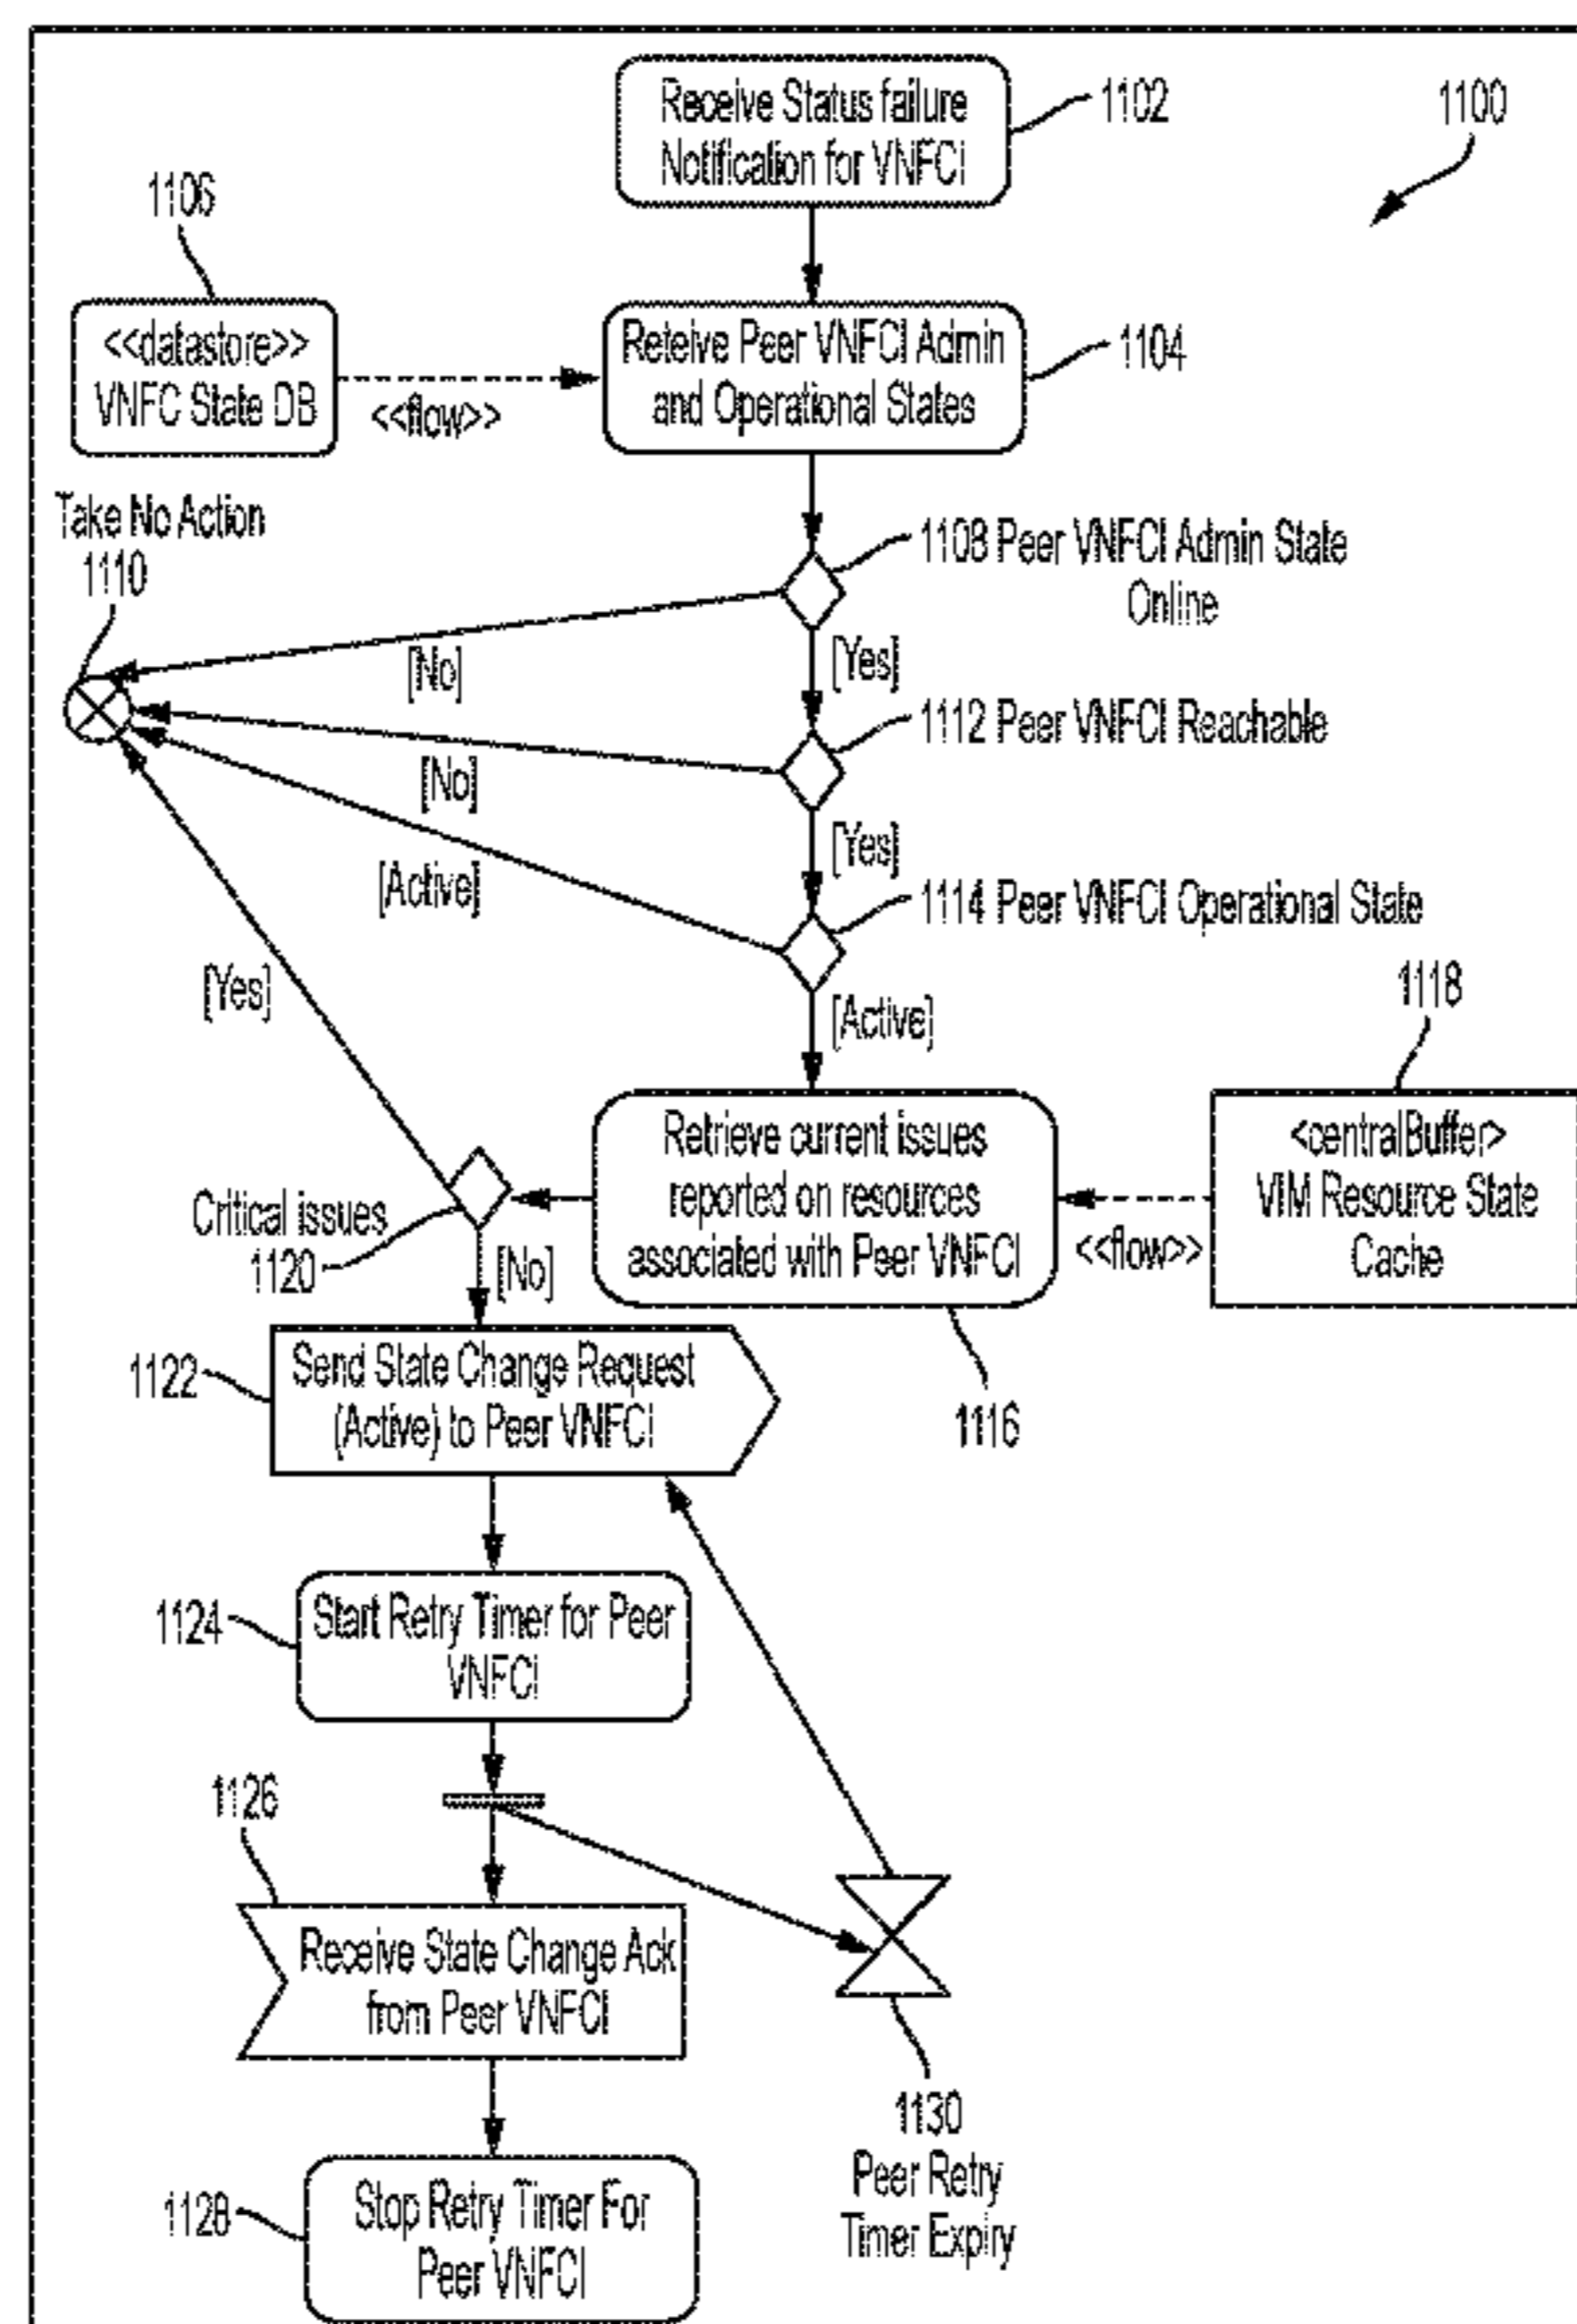 Receive Status failure
Notification for VNFCI
1102
1100
1106
<<datastore>>
VNFC State DB
<<flow>>
Reteive Peer VNFCI Admin
and Operational States
1104
Take No Action
1110
1108 Peer VNFCI Admin State
Online
[No]
[Yes]
1112 Peer VNFCI Reachable
[No]
[Yes]
[Active]
1114 Peer VNFCI Operational State
[Yes]
[Active]
1118
Retrieve current issues
reported on resources
associated with Peer VNFCI
<centralBuffer>
VIM Resource State
Cache
<<flow>>
Critical issues
1120
[No]
1122
Send State Change Request
(Active) to Peer VNFCI
1116
1124
Start Retry Timer for Peer
VNFCI
1126
Receive State Change Ack
from Peer VNFCI
1130
Peer Retry
Timer Expiry
1128
Stop Retry Timer For
Peer VNFCI